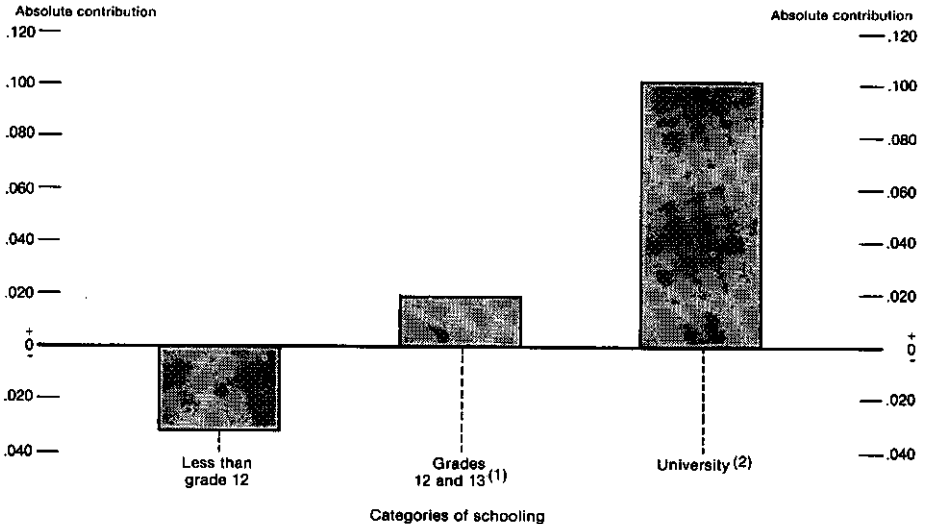 Absolute contribution
Absolute contribution
.120
.120
.100
.100
.080
.080
.060
.060
.040
.040
.020
.020
+
+
0
0
-
-
.020
.020
.040
.040
Less than
grade 12
Grades
12 and 13 (1)
University (2)
Categories of schooling